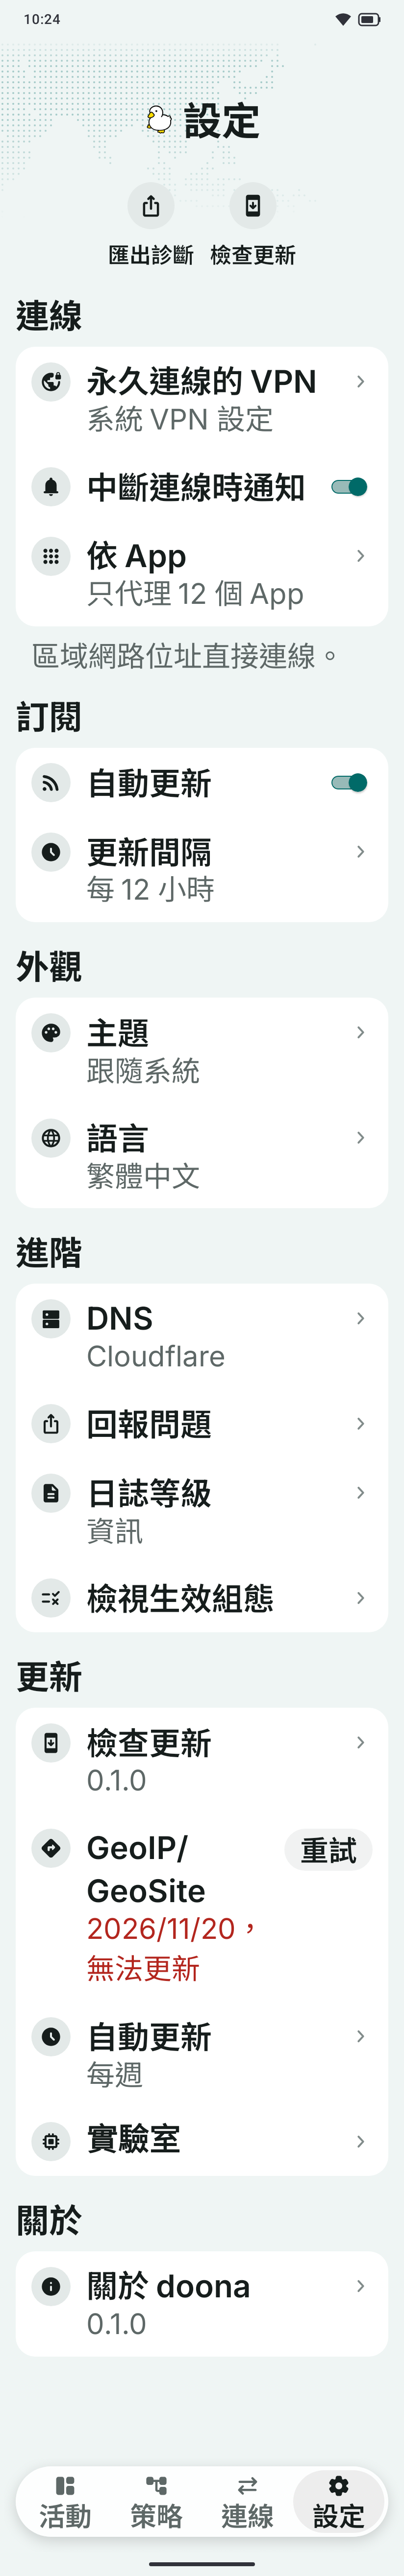 10:24
設定
匯出診斷
檢查更新
連線
永久連線的 VPN
系統 VPN 設定
中斷連線時通知
依 App
只代理 12 個 App
區域網路位址直接連線。
訂閱
自動更新
更新間隔
每 12 小時
外觀
主題
跟隨系統
語言
繁體中文
進階
DNS
Cloudflare
回報問題
日誌等級
資訊
檢視生效組態
更新
檢查更新
0.1.0
GeoIP/
GeoSite
重試
2026/11/20，
無法更新
自動更新
每週
實驗室
關於
關於 doona
0.1.0
活動
策略
連線
設定